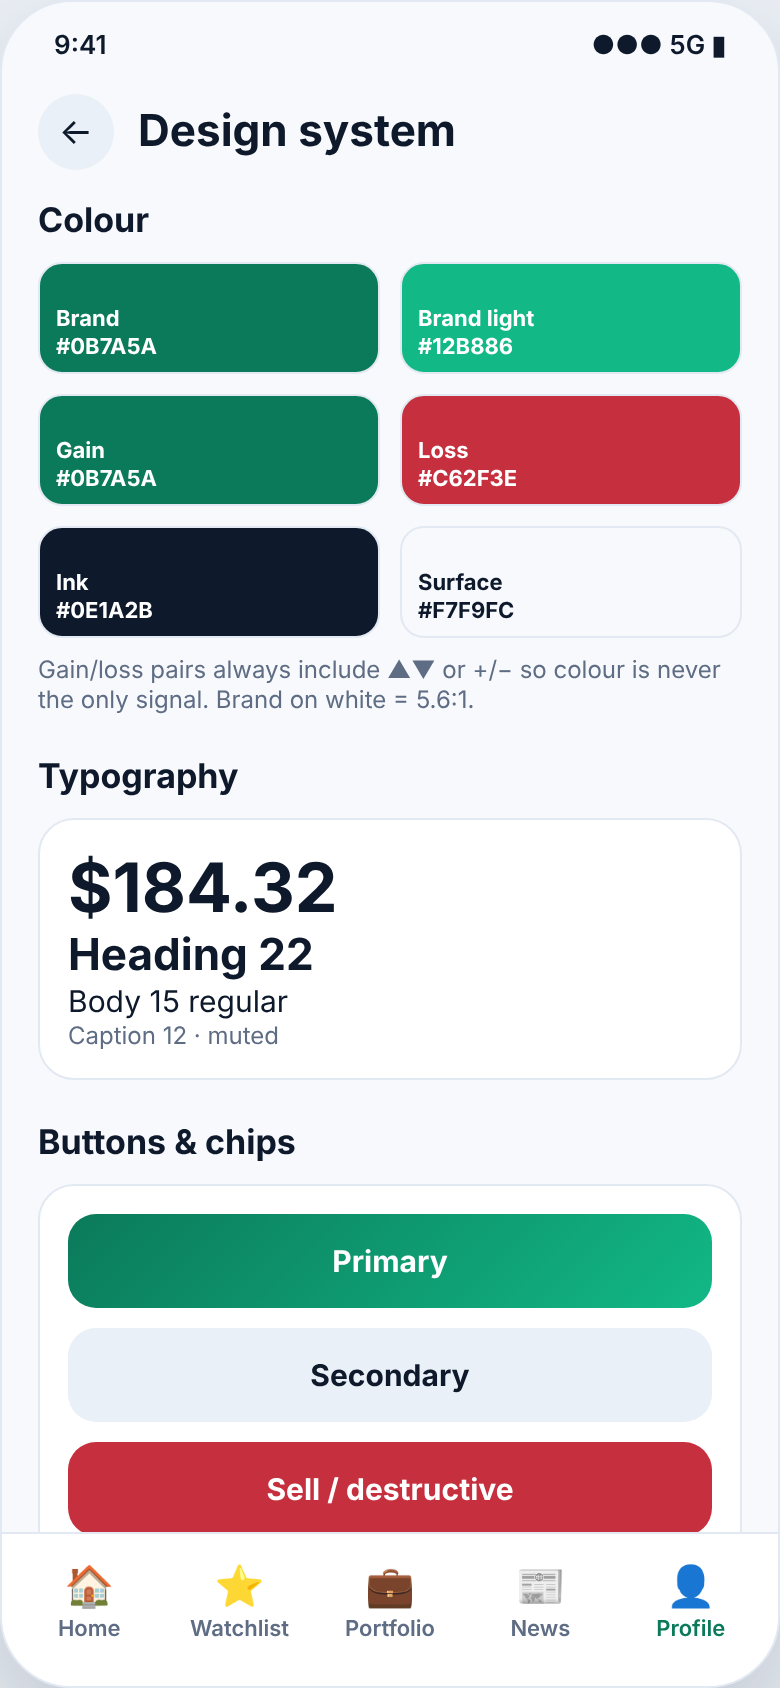 9:41
5G
Design system
Colour
Brand
#0B7A5A
Brand light
#12B886
Gain
#0B7A5A
Loss
#C62F3E
Ink
#0E1A2B
Surface
#F7F9FC
Gain/loss pairs always include ▲▼ or +/− so colour is never
the only signal. Brand on white = 5.6:1.
Typography
$184.32
Heading 22
Body 15 regular
Caption 12 · muted
Buttons & chips
Primary
Secondary
Sell / destructive
Home
Watchlist
Portfolio
News
Profile